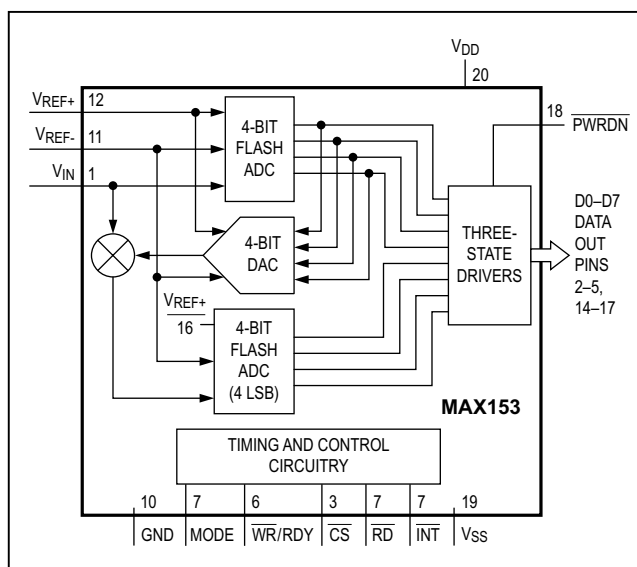 VDD
20
VREF+ 12
VREF- 11
VIN 1
4-BIT
FLASH
ADC
18 PWRDN
4-BIT
DAC
THREE-
STATE
DRIVERS
D0–D7
DATA
OUT
PINS
2–5,
14–17
VREF+
16
4-BIT
FLASH
ADC
(4 LSB)
MAX153
TIMING AND CONTROL
CIRCUITRY
10 7 6 3 7 7 19
GND MODE WR/RDY CS RD INT VSS